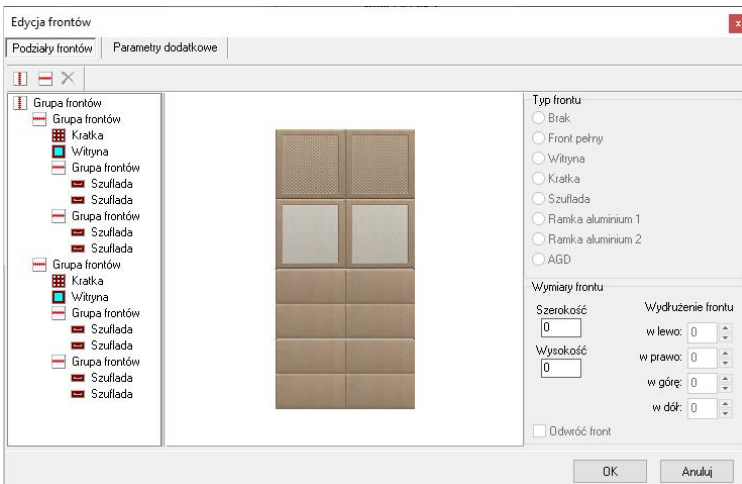 Edycja frontów
x
Podziały frontów Parametry dodatkowe
Grupa frontów
Grupa frontów
Kratka
Witryna
Grupa frontów
Szuflada
Szuflada
Grupa frontów
Szuflada
Szuflada
Grupa frontów
Kratka
Witryna
Grupa frontów
Szuflada
Szuflada
Grupa frontów
Szuflada
Szuflada
Typ frontu
Brak
Front pełny
Witryna
Kratka
Szuflada
Ramka aluminium 1
Ramka aluminium 2
AGD
Wymiary frontu
Szerokość
0
Wysokość
0
Wydłużenie frontu
w lewo: 0
w prawo: 0
w górę: 0
w dół: 0
Odwróć front
OK Anuluj